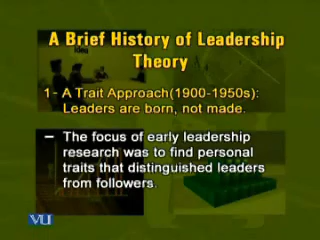 A Brief History of Leadership
Theory
1- A Trait Approach(1900-1950s):
Leaders are born, not made.
– The focus of early leadership
research was to find personal
traits that distinguished leaders
from followers.
VU